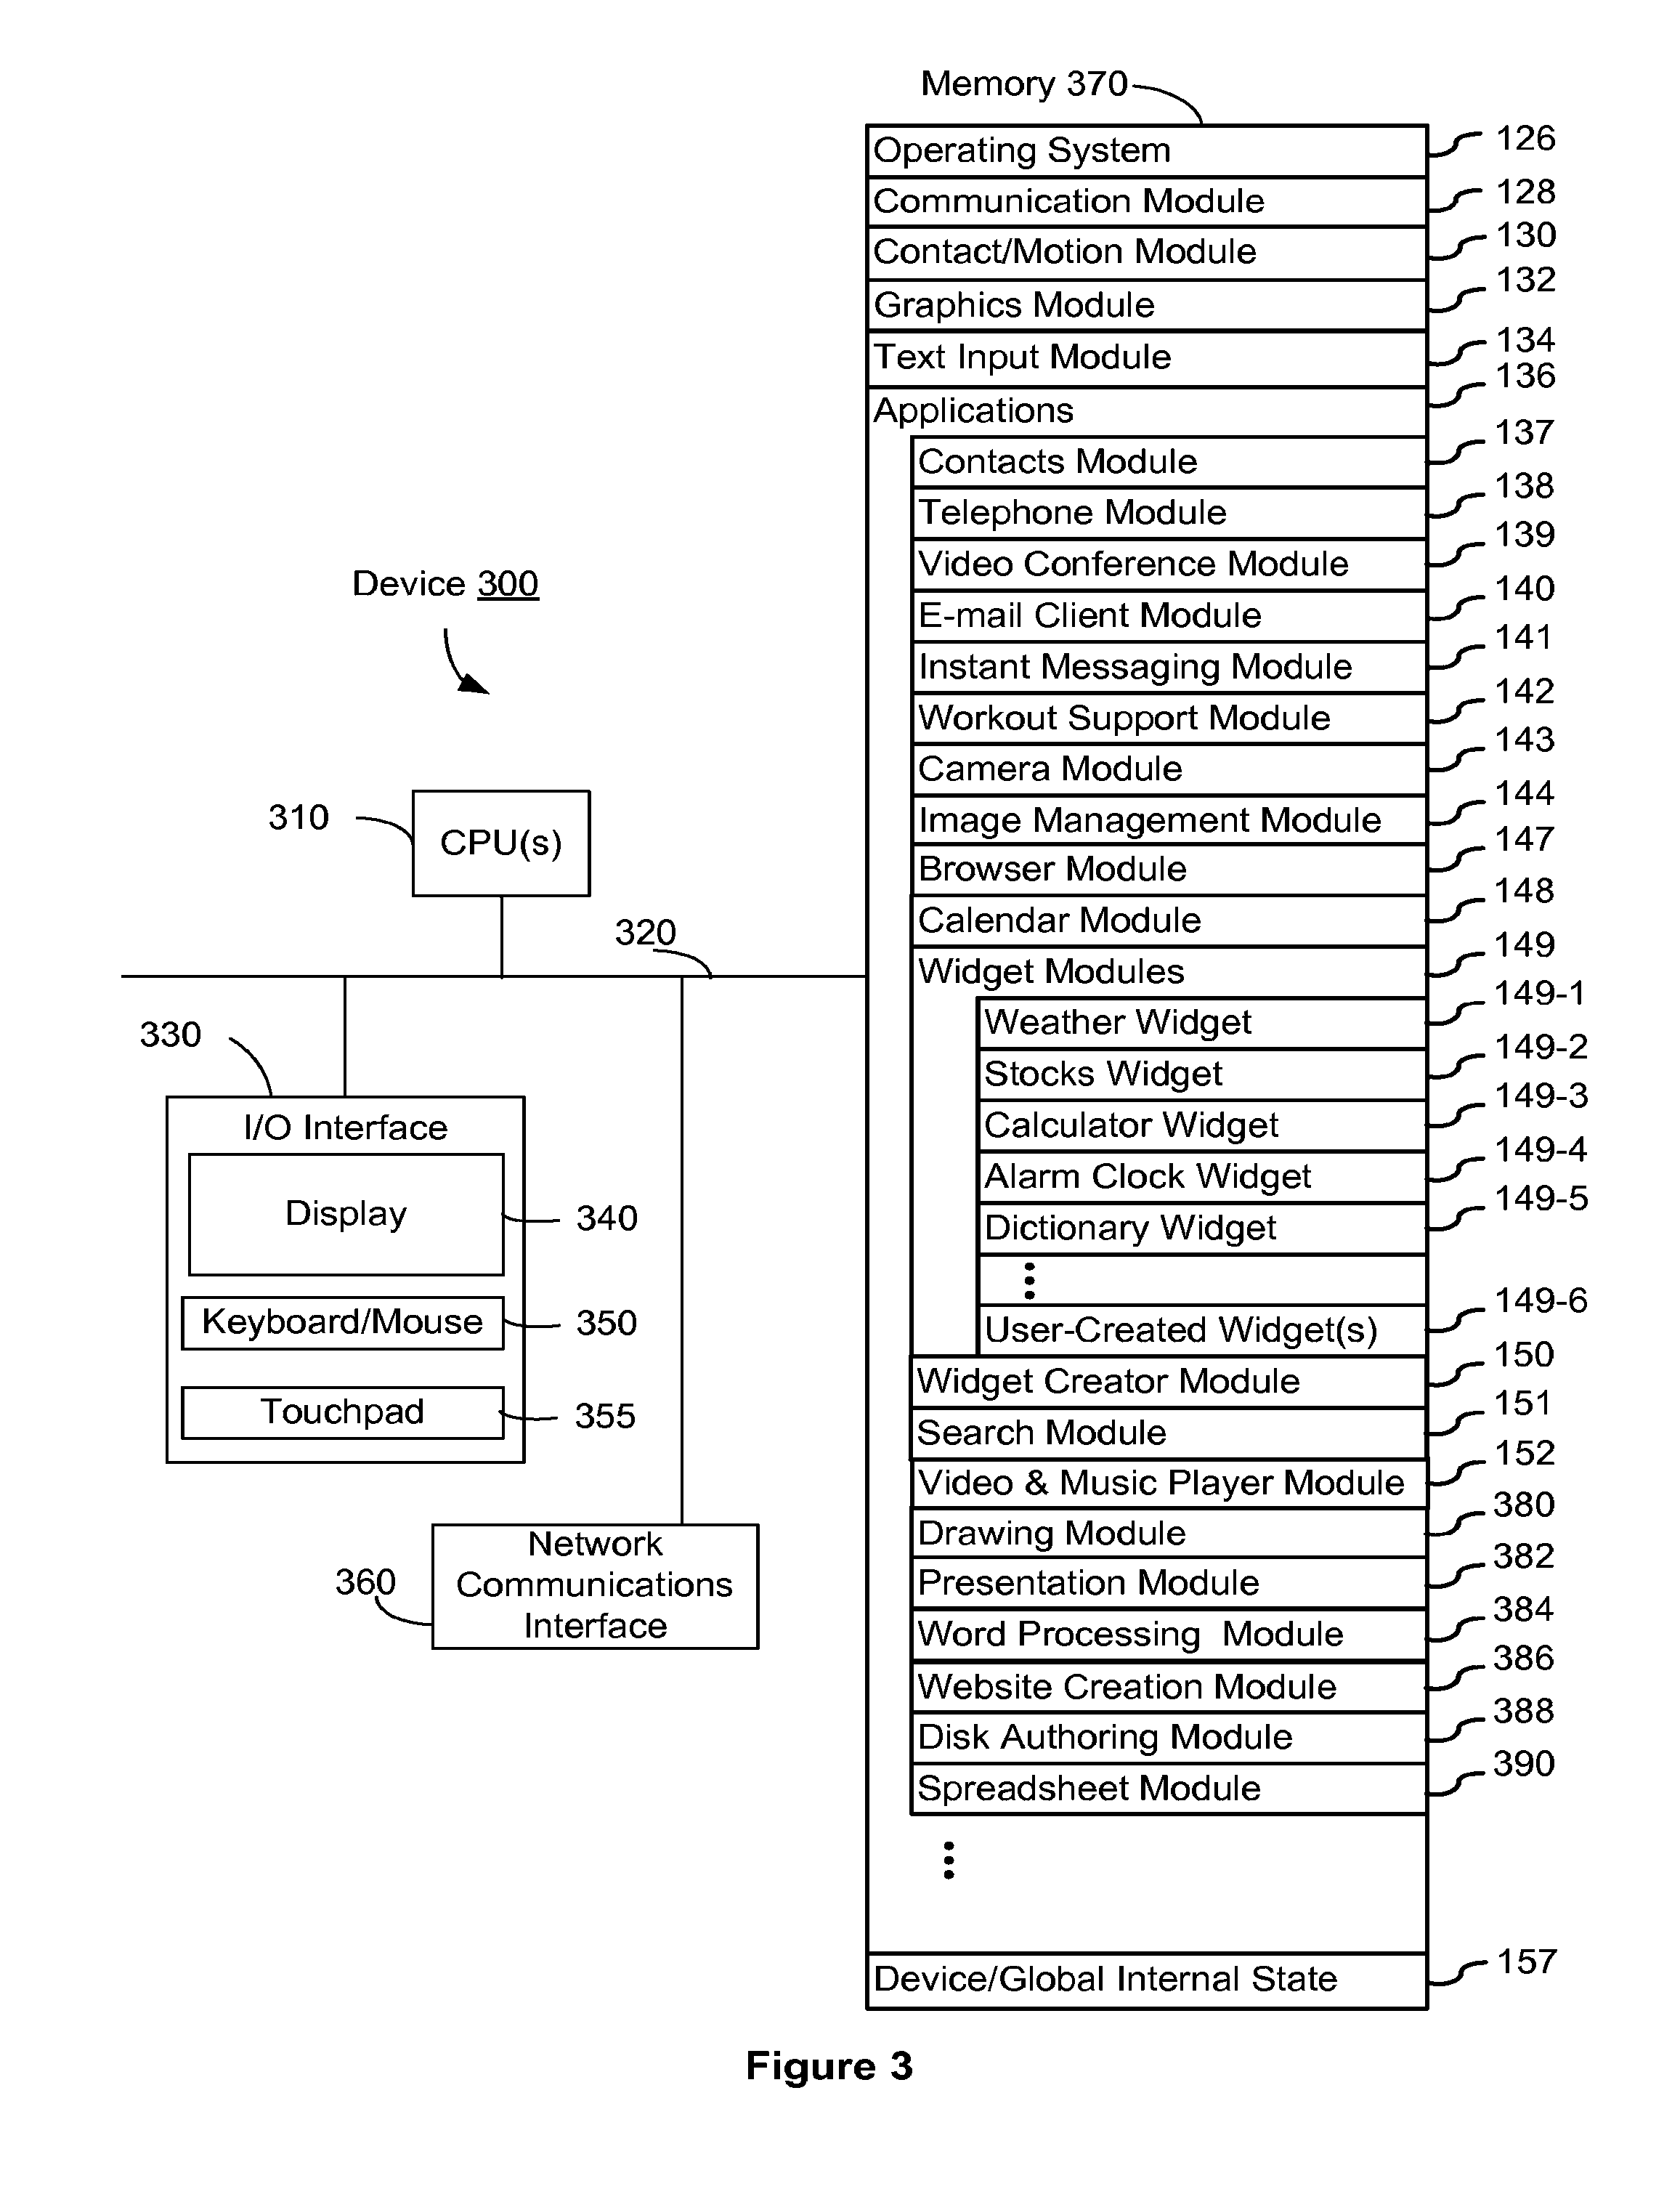 Memory 370
Operating System 126
Communication Module 128
Contact/Motion Module 130
Graphics Module 132
Text Input Module 134
Applications 136
Contacts Module 137
Telephone Module 138
Video Conference Module 139
E-mail Client Module 140
Instant Messaging Module 141
Workout Support Module 142
Camera Module 143
Image Management Module 144
Browser Module 147
Calendar Module 148
Widget Modules 149
Weather Widget 149-1
Stocks Widget 149-2
Calculator Widget 149-3
Alarm Clock Widget 149-4
Dictionary Widget 149-5
User-Created Widget(s) 149-6
Widget Creator Module 150
Search Module 151
Video & Music Player Module 152
Drawing Module 380
Presentation Module 382
Word Processing Module 384
Website Creation Module 386
Disk Authoring Module 388
Spreadsheet Module 390
Device/Global Internal State 157
Device 300
310
CPU(s)
320
330
I/O Interface
Display 340
Keyboard/Mouse 350
Touchpad 355
360
Network
Communications
Interface
Figure 3